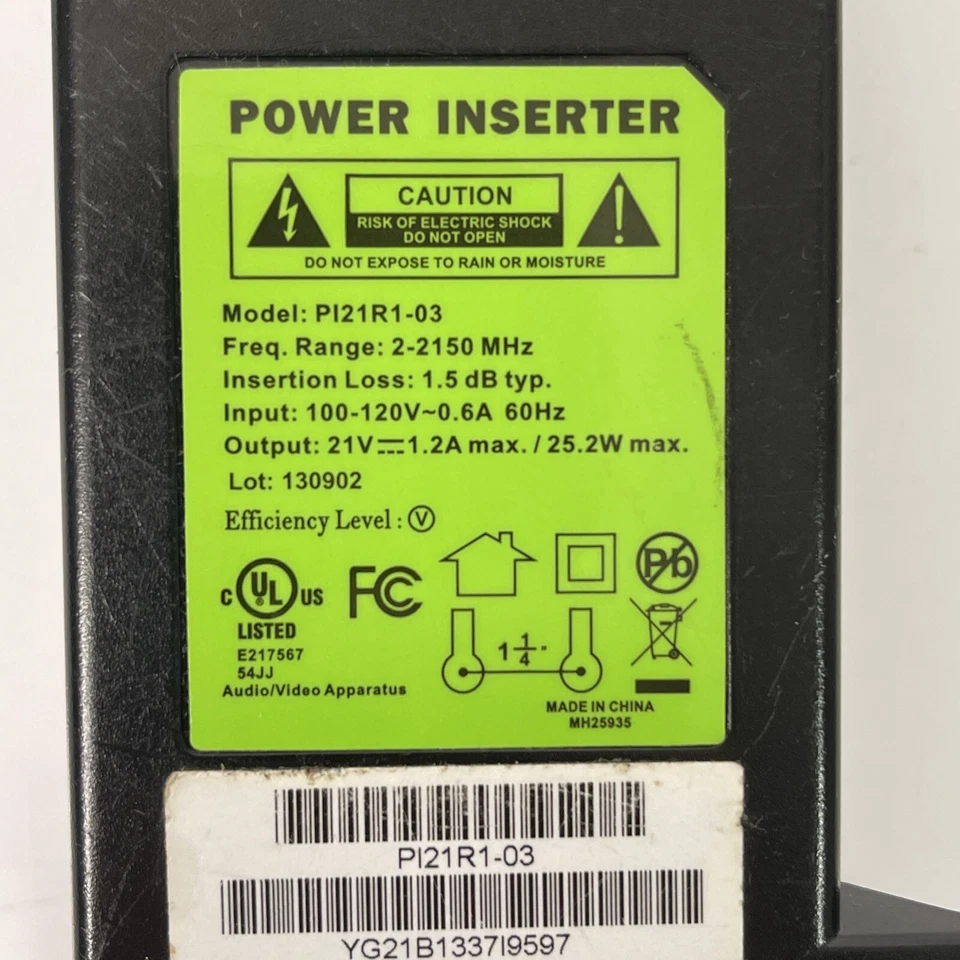 POWER INSERTER
CAUTION
RISK OF ELECTRIC SHOCK
DO NOT OPEN
DO NOT EXPOSE TO RAIN OR MOISTURE
Model: PI21R1-03
Freq. Range: 2-2150 MHz
Insertion Loss: 1.5 dB typ.
Input: 100-120V~0.6A 60Hz
Output: 21V⎓1.2A max. / 25.2W max.
Lot: 130902
Efficiency Level : Ⓥ
C UL US
LISTED
E217567
54JJ
Audio/Video Apparatus
FC
Pb
1 1/4"
MADE IN CHINA
MH25935
PI21R1-03
YG21B1337I9597